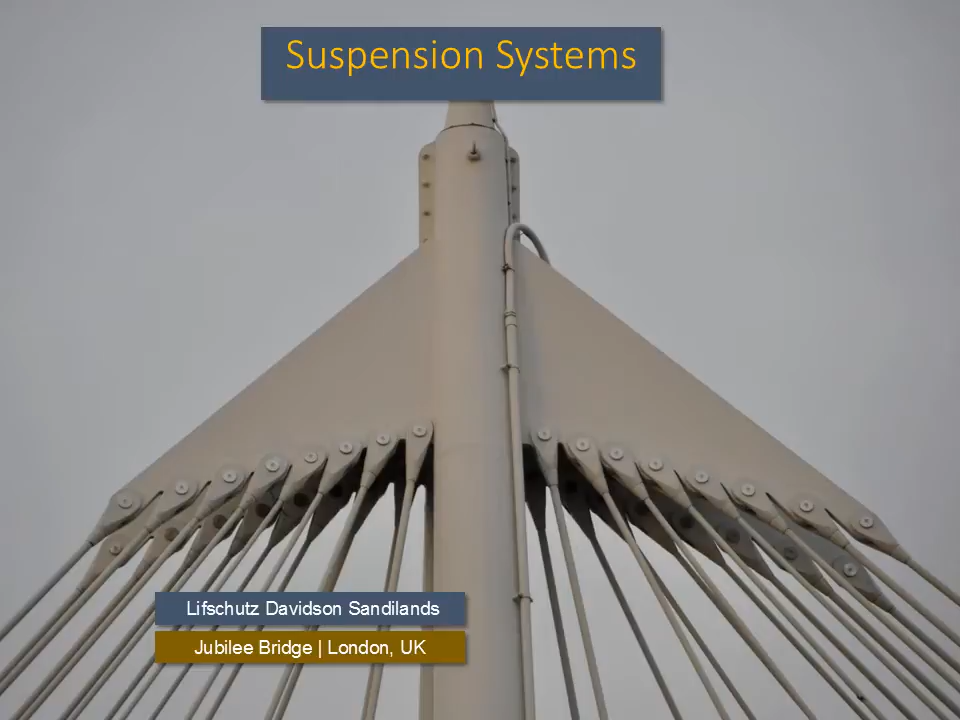 Suspension Systems
Lifschutz Davidson Sandilands
Jubilee Bridge | London, UK